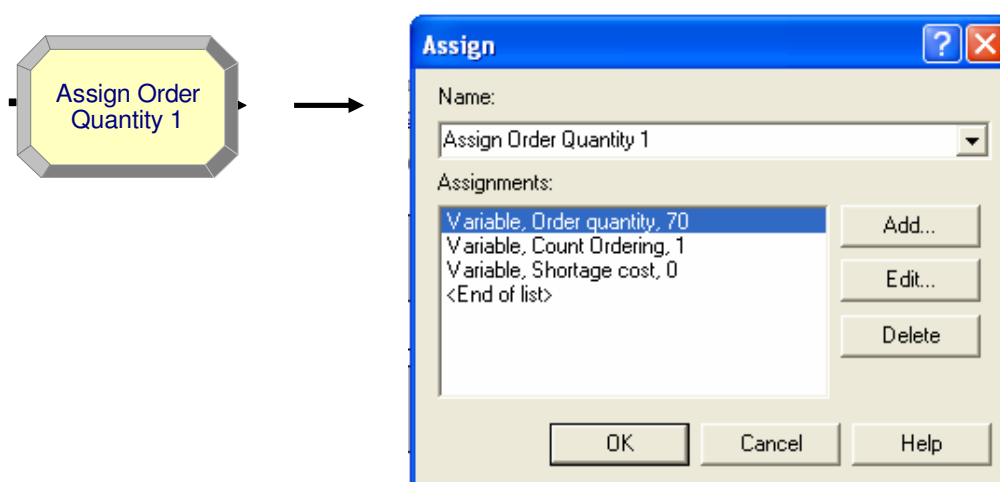 Assign Order
Quantity 1
Assign
Name:
Assign Order Quantity 1
Assignments:
Variable, Order quantity, 70
Variable, Count Ordering, 1
Variable, Shortage cost, 0
<End of list>
Add...
Edit...
Delete
OK
Cancel
Help